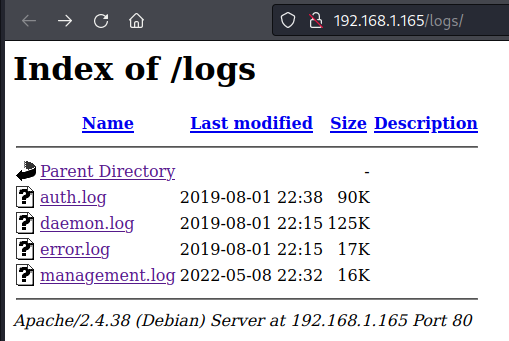 192.168.1.165/logs/
Index of /logs
Name Last modified Size Description
Parent Directory -
auth.log 2019-08-01 22:38 90K
daemon.log 2019-08-01 22:15 125K
error.log 2019-08-01 22:15 17K
management.log 2022-05-08 22:32 16K
Apache/2.4.38 (Debian) Server at 192.168.1.165 Port 80